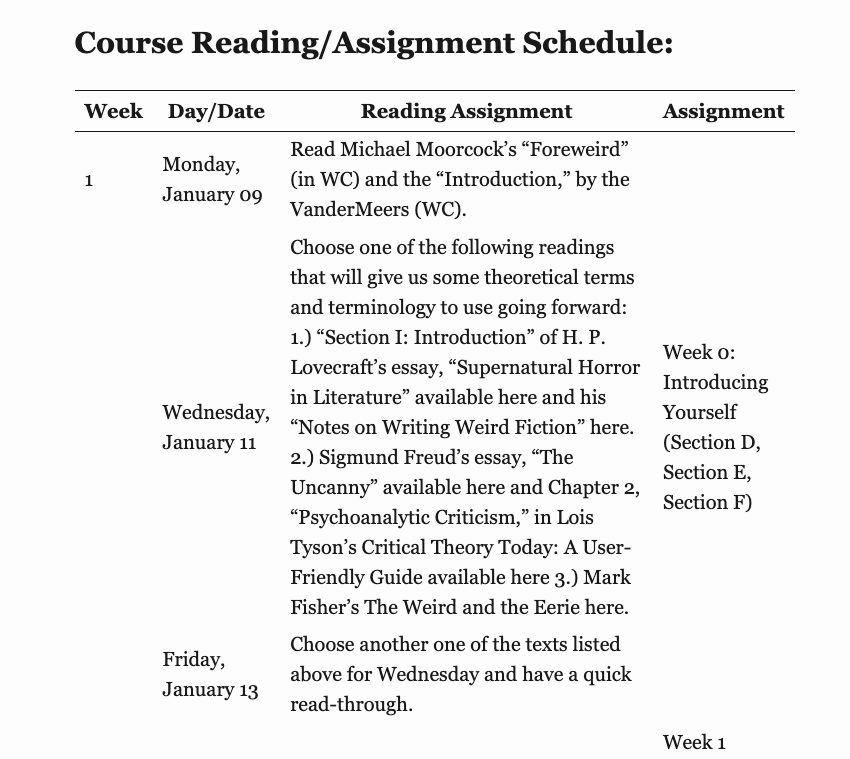 Course Reading/Assignment Schedule:
Week Day/Date Reading Assignment Assignment
1
Monday,
January 09
Read Michael Moorcock’s “Foreweird”
(in WC) and the “Introduction,” by the
VanderMeers (WC).
Wednesday,
January 11
Choose one of the following readings
that will give us some theoretical terms
and terminology to use going forward:
1.) “Section I: Introduction” of H. P.
Lovecraft’s essay, “Supernatural Horror
in Literature” available here and his
“Notes on Writing Weird Fiction” here.
2.) Sigmund Freud’s essay, “The
Uncanny” available here and Chapter 2,
“Psychoanalytic Criticism,” in Lois
Tyson’s Critical Theory Today: A User-
Friendly Guide available here 3.) Mark
Fisher’s The Weird and the Eerie here.
Week 0:
Introducing
Yourself
(Section D,
Section E,
Section F)
Friday,
January 13
Choose another one of the texts listed
above for Wednesday and have a quick
read-through.
Week 1